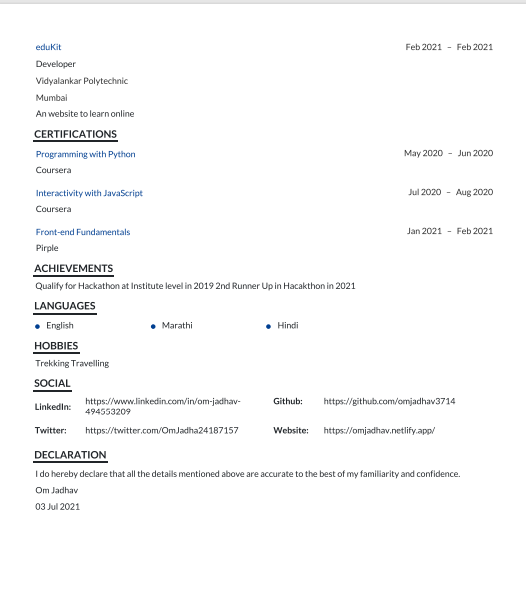 eduKit Feb 2021 – Feb 2021
Developer
Vidyalankar Polytechnic
Mumbai
An website to learn online
CERTIFICATIONS
Programming with Python May 2020 – Jun 2020
Coursera
Interactivity with JavaScript Jul 2020 – Aug 2020
Coursera
Front-end Fundamentals Jan 2021 – Feb 2021
Pirple
ACHIEVEMENTS
Qualify for Hackathon at Institute level in 2019 2nd Runner Up in Hacakthon in 2021
LANGUAGES
English Marathi Hindi
HOBBIES
Trekking Travelling
SOCIAL
LinkedIn: https://www.linkedin.com/in/om-jadhav-
494553209
Github: https://github.com/omjadhav3714
Twitter: https://twitter.com/OmJadha24187157 Website: https://omjadhav.netlify.app/
DECLARATION
I do hereby declare that all the details mentioned above are accurate to the best of my familiarity and confidence.
Om Jadhav
03 Jul 2021